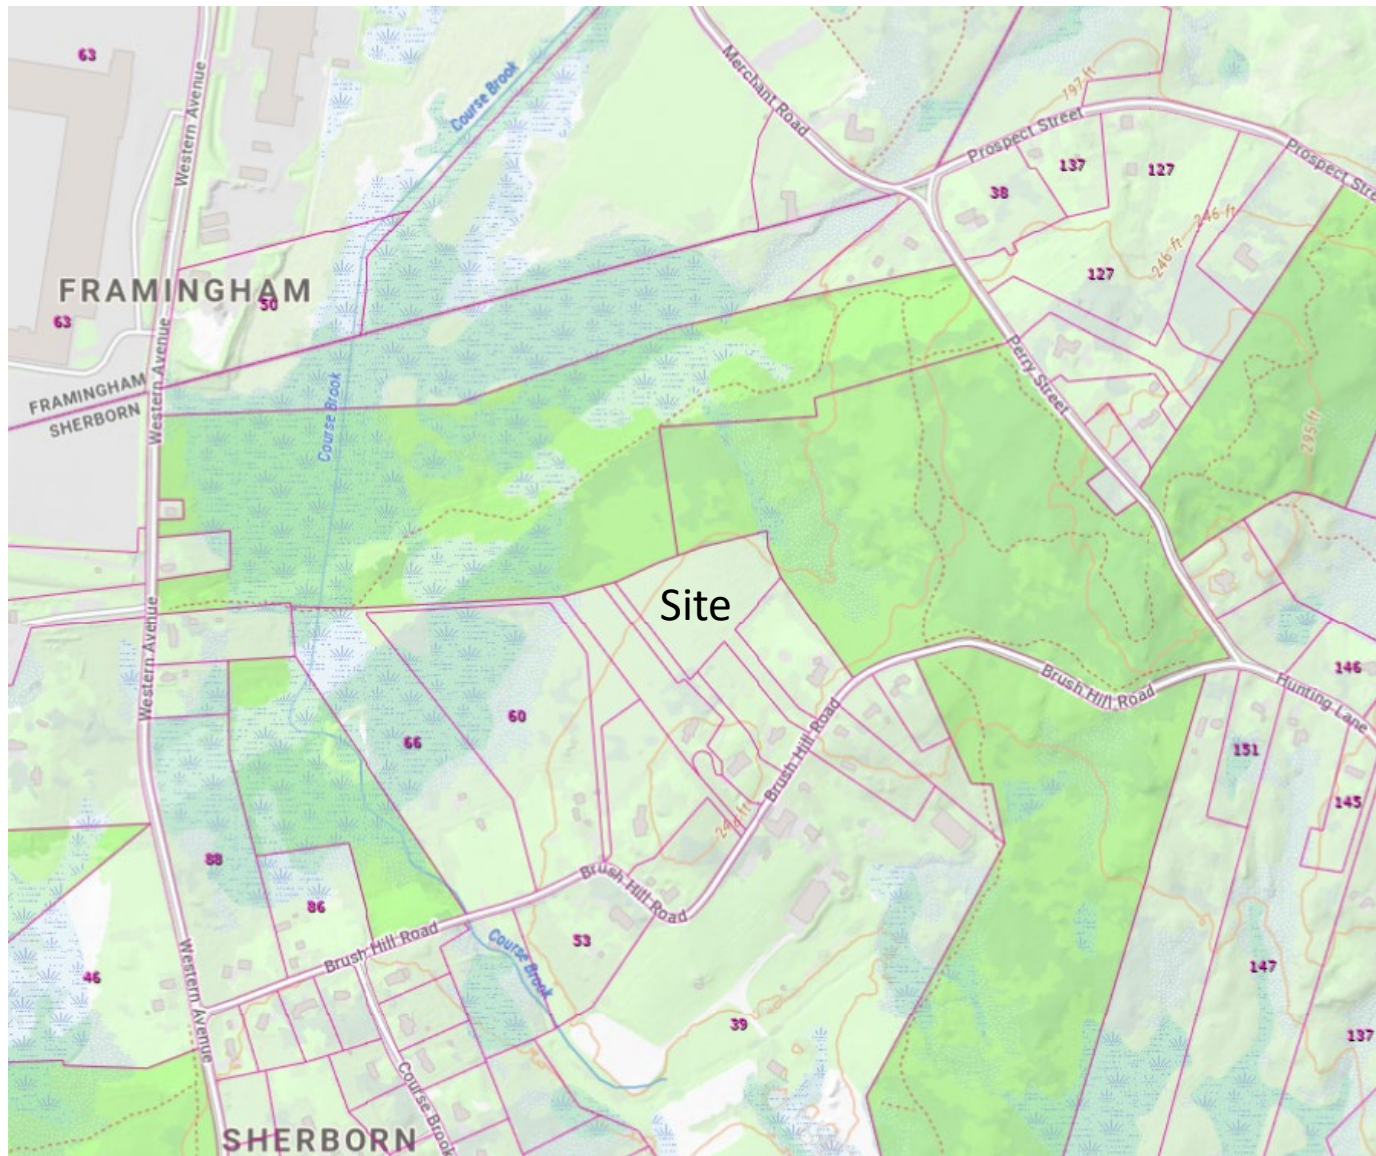 63
Western Avenue
Course Brook
Merchant Road
197 ft
Prospect Street
Prospect Stre
137
127
38
246 ft
246 ft
127
FRAMINGHAM
50
63
FRAMINGHAM
SHERBORN
Western Avenue
Course Brook
Perry Street
295 ft
Site
Western Avenue
Brush Hill Road
Hunting Lane
146
60
66
151
Brush Hill Road
145
88
Brush Hill Road
86
Brush Hill Road
53
Course Brook
46
Western Avenue
147
39
137
Course Brook
SHERBORN